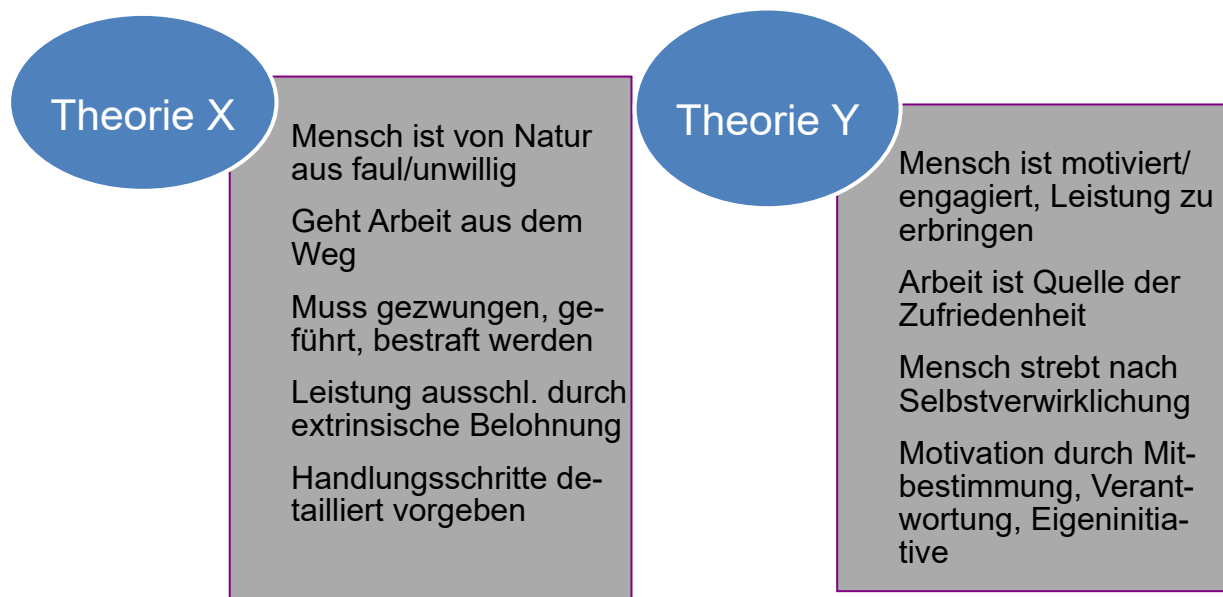 Theorie X
Mensch ist von Natur
aus faul/unwillig
Geht Arbeit aus dem
Weg
Muss gezwungen, ge-
führt, bestraft werden
Leistung ausschl. durch
extrinsische Belohnung
Handlungsschritte de-
tailliert vorgeben
Theorie Y
Mensch ist motiviert/
engagiert, Leistung zu
erbringen
Arbeit ist Quelle der
Zufriedenheit
Mensch strebt nach
Selbstverwirklichung
Motivation durch Mit-
bestimmung, Verant-
wortung, Eigeninitia-
tive